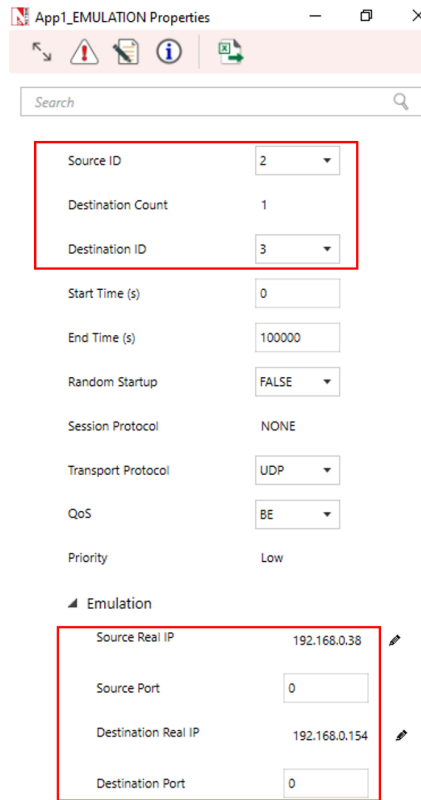 App1_EMULATION Properties
Search
Source ID 2
Destination Count 1
Destination ID 3
Start Time (s) 0
End Time (s) 100000
Random Startup FALSE
Session Protocol NONE
Transport Protocol UDP
QoS BE
Priority Low
Emulation
Source Real IP 192.168.0.38
Source Port 0
Destination Real IP 192.168.0.154
Destination Port 0